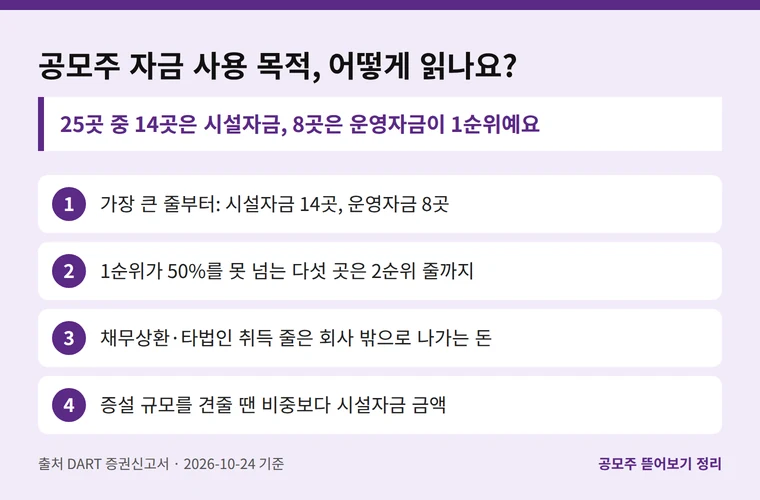 공모주 자금 사용 목적, 어떻게 읽나요?
25곳 중 14곳은 시설자금, 8곳은 운영자금이 1순위예요
1 가장 큰 줄부터: 시설자금 14곳, 운영자금 8곳
2 1순위가 50%를 못 넘는 다섯 곳은 2순위 줄까지
3 채무상환·타법인 취득 줄은 회사 밖으로 나가는 돈
4 증설 규모를 견줄 땐 비중보다 시설자금 금액
출처 DART 증권신고서 · 2026-10-24 기준
공모주 뜯어보기 정리